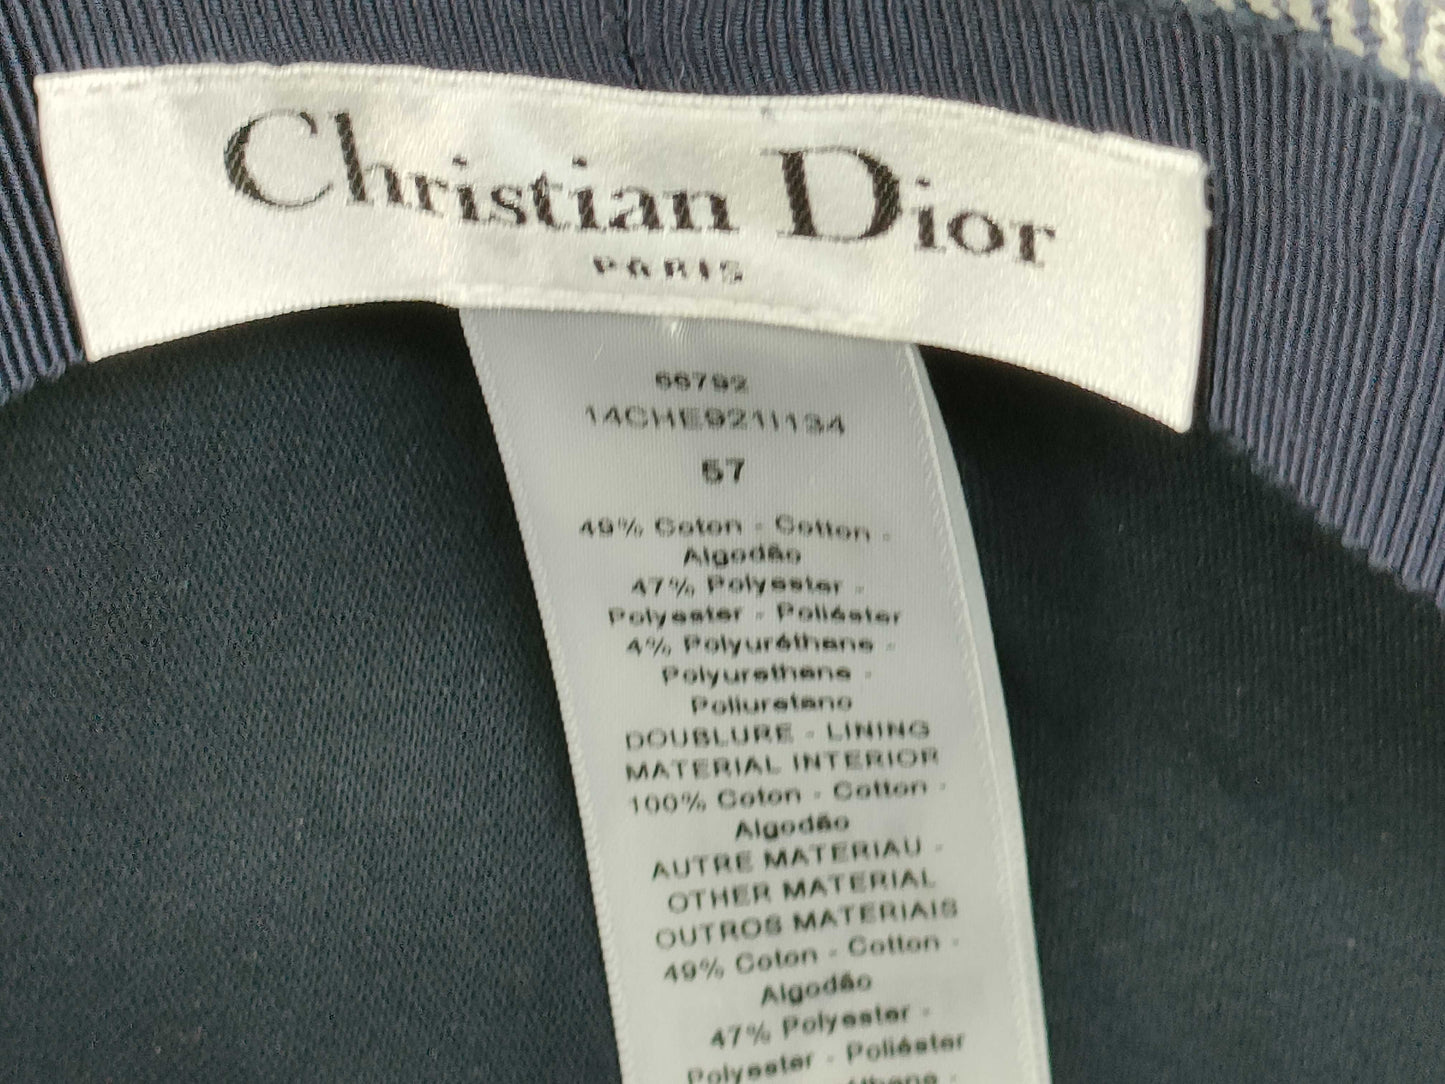 Christian Dior
PARIS
66792
14CHE921I134
57
49% Coton - Cotton -
Algodão
47% Polyester -
Polyester - Poliéster
4% Polyuréthane -
Polyurethane -
Poliuretano
DOUBLURE - LINING
MATERIAL INTERIOR
100% Coton - Cotton -
Algodão
AUTRE MATERIAU -
OTHER MATERIAL
OUTROS MATERIAIS
49% Coton - Cotton -
Algodão
47% Polyester -
Polyester - Poliéster